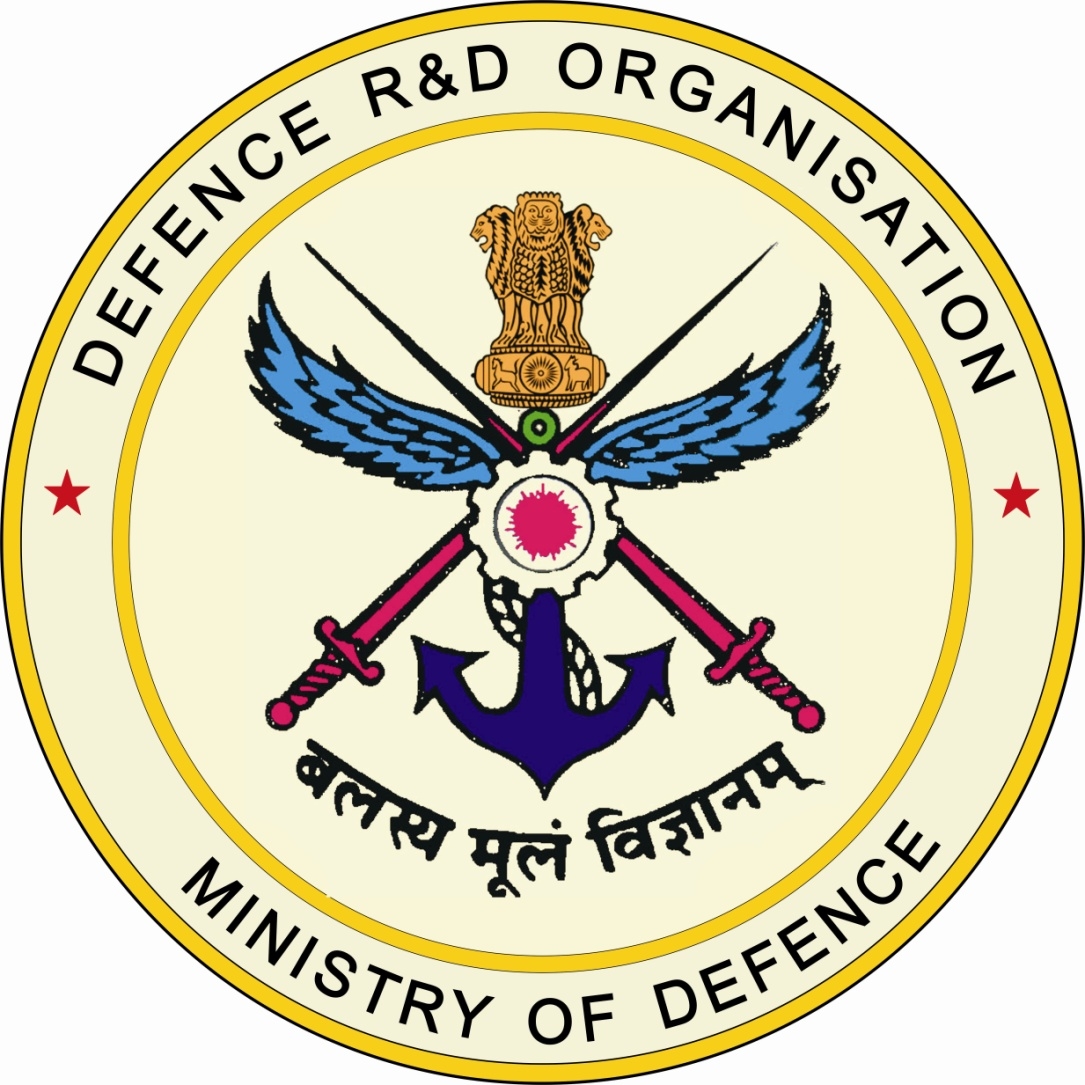 DEFENCE R&D ORGANISATION
बलस्य मूलं विज्ञानम्
MINISTRY OF DEFENCE